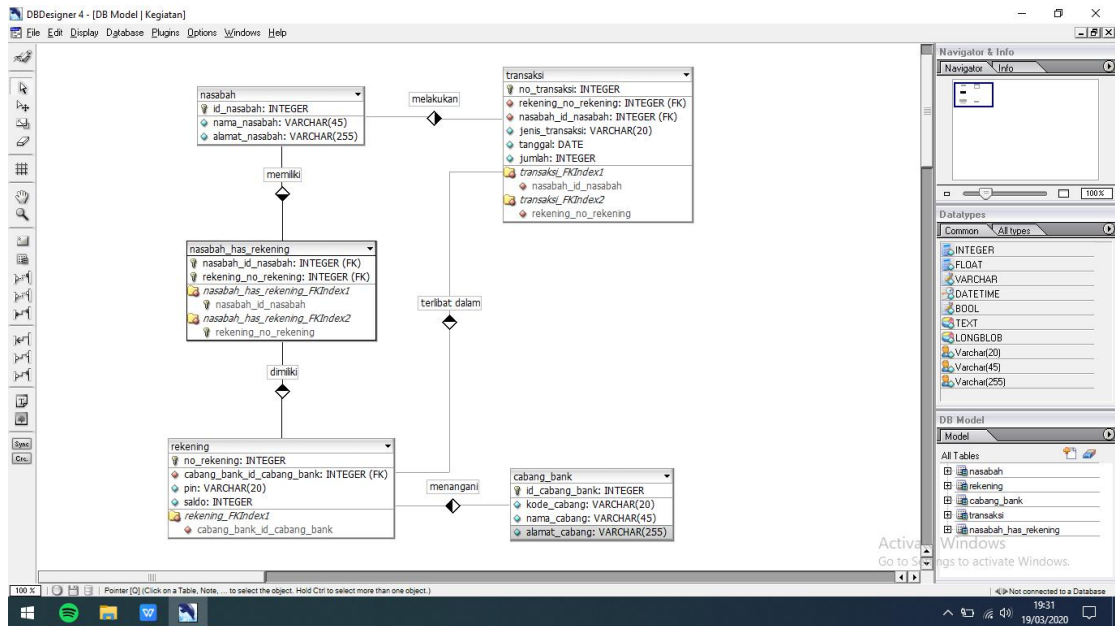 DBDesigner 4 - [DB Model | Kegiatan]
File Edit Display Database Plugins Options Windows Help
nasabah
id_nasabah: INTEGER
nama_nasabah: VARCHAR(45)
alamat_nasabah: VARCHAR(255)
melakukan
transaksi
no_transaksi: INTEGER
rekening_no_rekening: INTEGER (FK)
nasabah_id_nasabah: INTEGER (FK)
jenis_transaksi: VARCHAR(20)
tanggal: DATE
jumlah: INTEGER
transaksi_FKIndex1
nasabah_id_nasabah
transaksi_FKIndex2
rekening_no_rekening
memiliki
nasabah_has_rekening
nasabah_id_nasabah: INTEGER (FK)
rekening_no_rekening: INTEGER (FK)
nasabah_has_rekening_FKIndex1
nasabah_id_nasabah
nasabah_has_rekening_FKIndex2
rekening_no_rekening
terlibat dalam
dimiliki
rekening
no_rekening: INTEGER
cabang_bank_id_cabang_bank: INTEGER (FK)
pin: VARCHAR(20)
saldo: INTEGER
rekening_FKIndex1
cabang_bank_id_cabang_bank
menangani
cabang_bank
id_cabang_bank: INTEGER
kode_cabang: VARCHAR(20)
nama_cabang: VARCHAR(45)
alamat_cabang: VARCHAR(255)
Navigator & Info
Navigator Info
100%
Datatypes
Common All types
INTEGER
FLOAT
VARCHAR
DATETIME
BOOL
TEXT
LONGBLOB
Varchar(20)
Varchar(45)
Varchar(255)
DB Model
Model
All Tables
nasabah
rekening
cabang_bank
transaksi
nasabah_has_rekening
Sync
Crc.
Activate Windows
Go to Settings to activate Windows.
100 % Pointer [Q] (Click on a Table, Note, ... to select the object. Hold Ctrl to select more than one object.) Not connected to a Database
19:31
19/03/2020